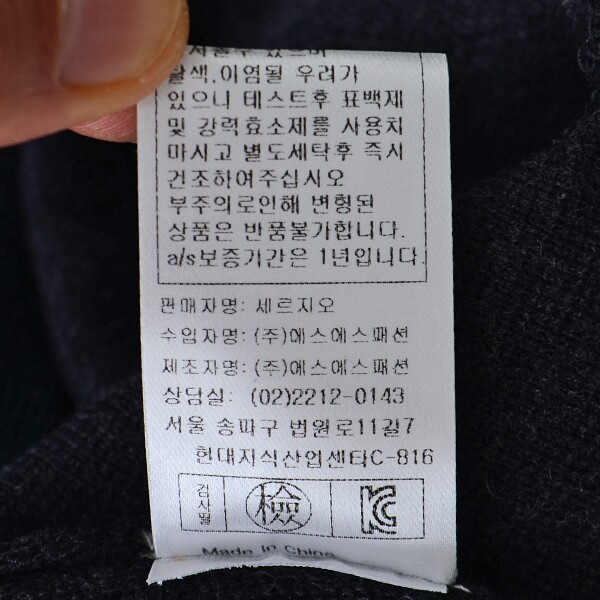 탈색.이염될 우려가
있으니 테스트후 표백제
및 강력효소제를 사용치
마시고 별도세탁후 즉시
건조하여주십시오
부주의로인해 변형된
상품은 반품불가합니다.
a/s보증기간은 1년입니다.
판매자명: 세르지오
수입자명: (주)에스에스패션
제조자명: (주)에스에스패션
상담실: (02)2212-0143
서울 송파구 법원로11길7
현대지식산업센타C-816
검사필 檢 KC
Made in China